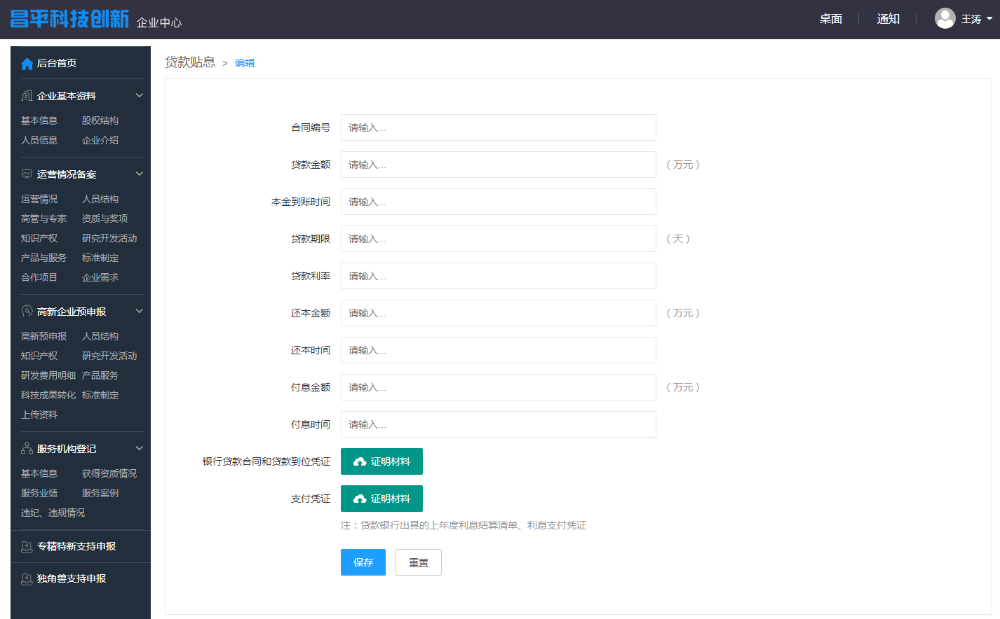 昌平科技创新 企业中心 桌面 通知 王涛
后台首页
贷款贴息 > 编辑
企业基本资料
基本信息 股权结构
人员信息 企业介绍
运营情况备案
运营情况 人员结构
高管与专家 资质与奖项
知识产权 研究开发活动
产品与服务 标准制定
合作项目 企业需求
高新企业预申报
高新预申报 人员结构
知识产权 研究开发活动
研发费用明细 产品服务
科技成果转化 标准制定
上传资料
服务机构登记
基本信息 获得资质情况
服务业绩 服务案例
违纪、违规情况
专精特新支持申报
独角兽支持申报
合同编号 请输入...
贷款金额 请输入... （万元）
本金到账时间 请输入...
贷款期限 请输入... （天）
贷款利率 请输入...
还本金额 请输入... （万元）
还本时间 请输入...
付息金额 请输入... （万元）
付息时间 请输入...
银行贷款合同和贷款到位凭证 证明材料
支付凭证 证明材料
注：贷款银行出具的上年度利息结算清单、利息支付凭证
保存 重置